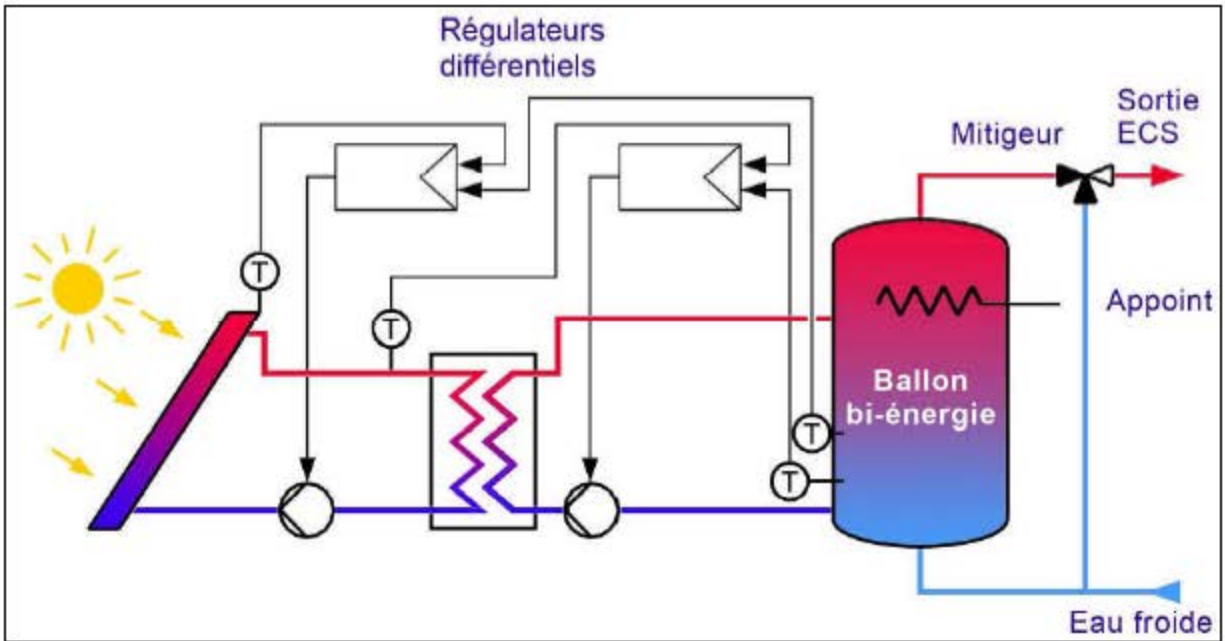 Régulateurs
différentiels
Sortie
ECS
Mitigeur
T
T
Appoint
Ballon
bi-énergie
T
T
Eau froide